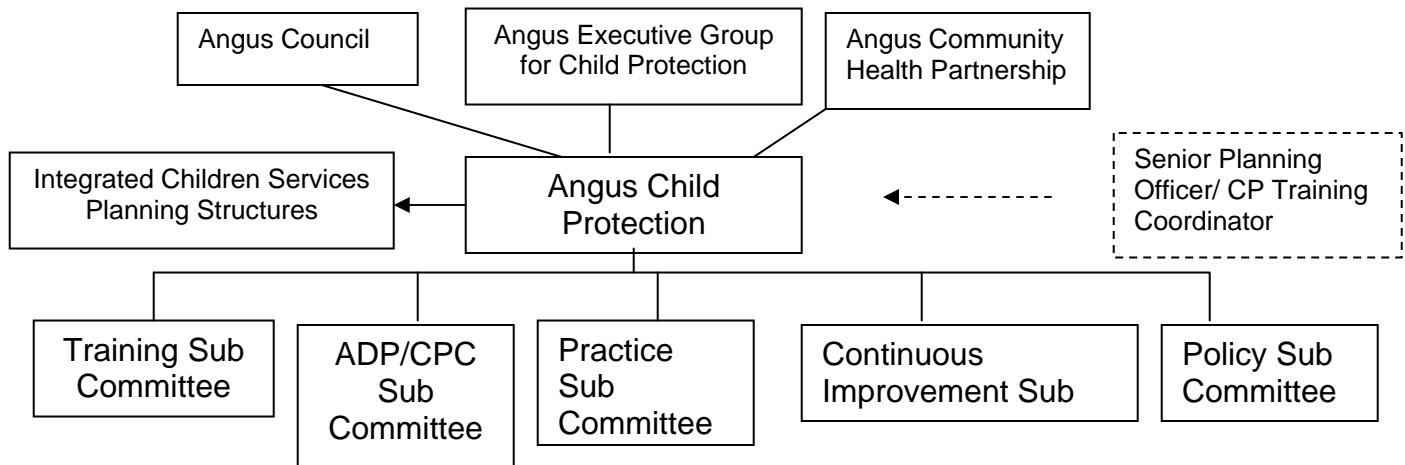 Angus Council
Angus Executive Group
for Child Protection
Angus Community
Health Partnership
Integrated Children Services
Planning Structures
Angus Child
Protection
Senior Planning
Officer/ CP Training
Coordinator
Training Sub
Committee
ADP/CPC
Sub
Committee
Practice
Sub
Committee
Continuous
Improvement Sub
Policy Sub
Committee